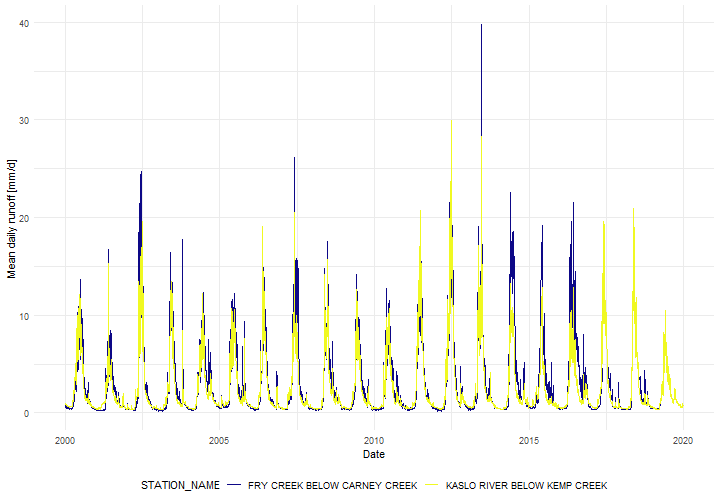 40
30
20
10
0
Mean daily runoff [mm/d]
2000 2005 2010 2015 2020
Date
STATION_NAME FRY CREEK BELOW CARNEY CREEK KASLO RIVER BELOW KEMP CREEK